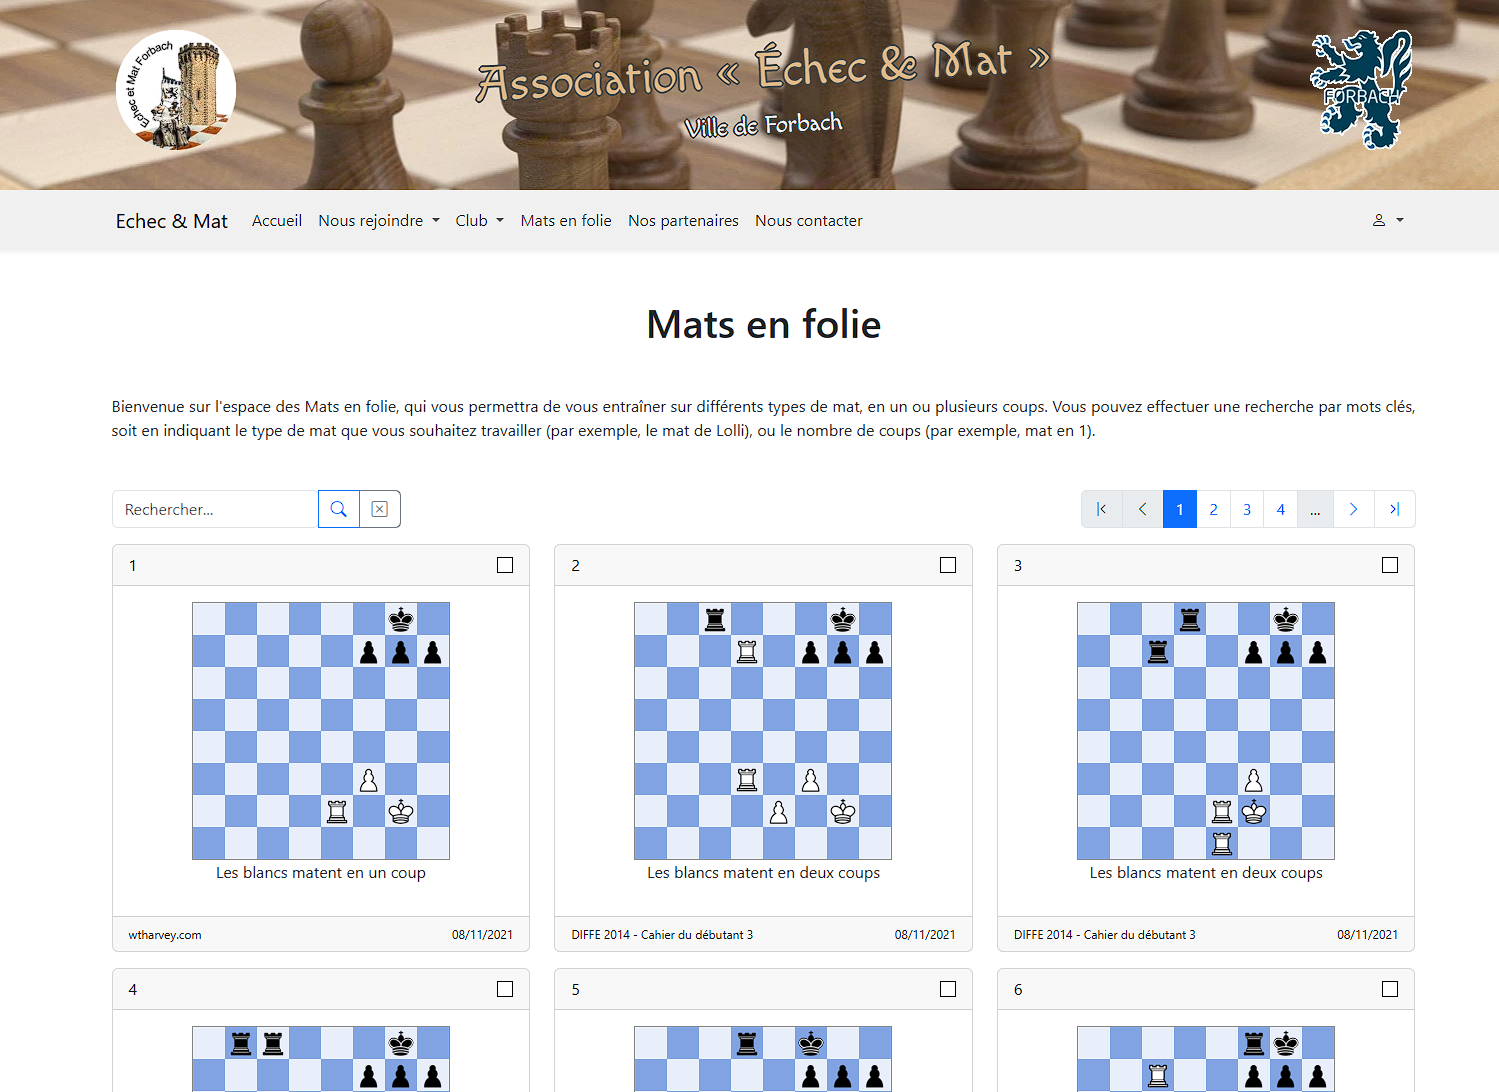 Echec et Mat Forbach
Association « Échec & Mat »
Ville de Forbach
FORBACH
Echec & Mat Accueil Nous rejoindre Club Mats en folie Nos partenaires Nous contacter
Mats en folie
Bienvenue sur l'espace des Mats en folie, qui vous permettra de vous entraîner sur différents types de mat, en un ou plusieurs coups. Vous pouvez effectuer une recherche par mots clés,
soit en indiquant le type de mat que vous souhaitez travailler (par exemple, le mat de Lolli), ou le nombre de coups (par exemple, mat en 1).
Rechercher...
1 2 3 4 ...
1
Les blancs matent en un coup
wtharvey.com 08/11/2021
2
Les blancs matent en deux coups
DIFFE 2014 - Cahier du débutant 3 08/11/2021
3
Les blancs matent en deux coups
DIFFE 2014 - Cahier du débutant 3 08/11/2021
4
5
6